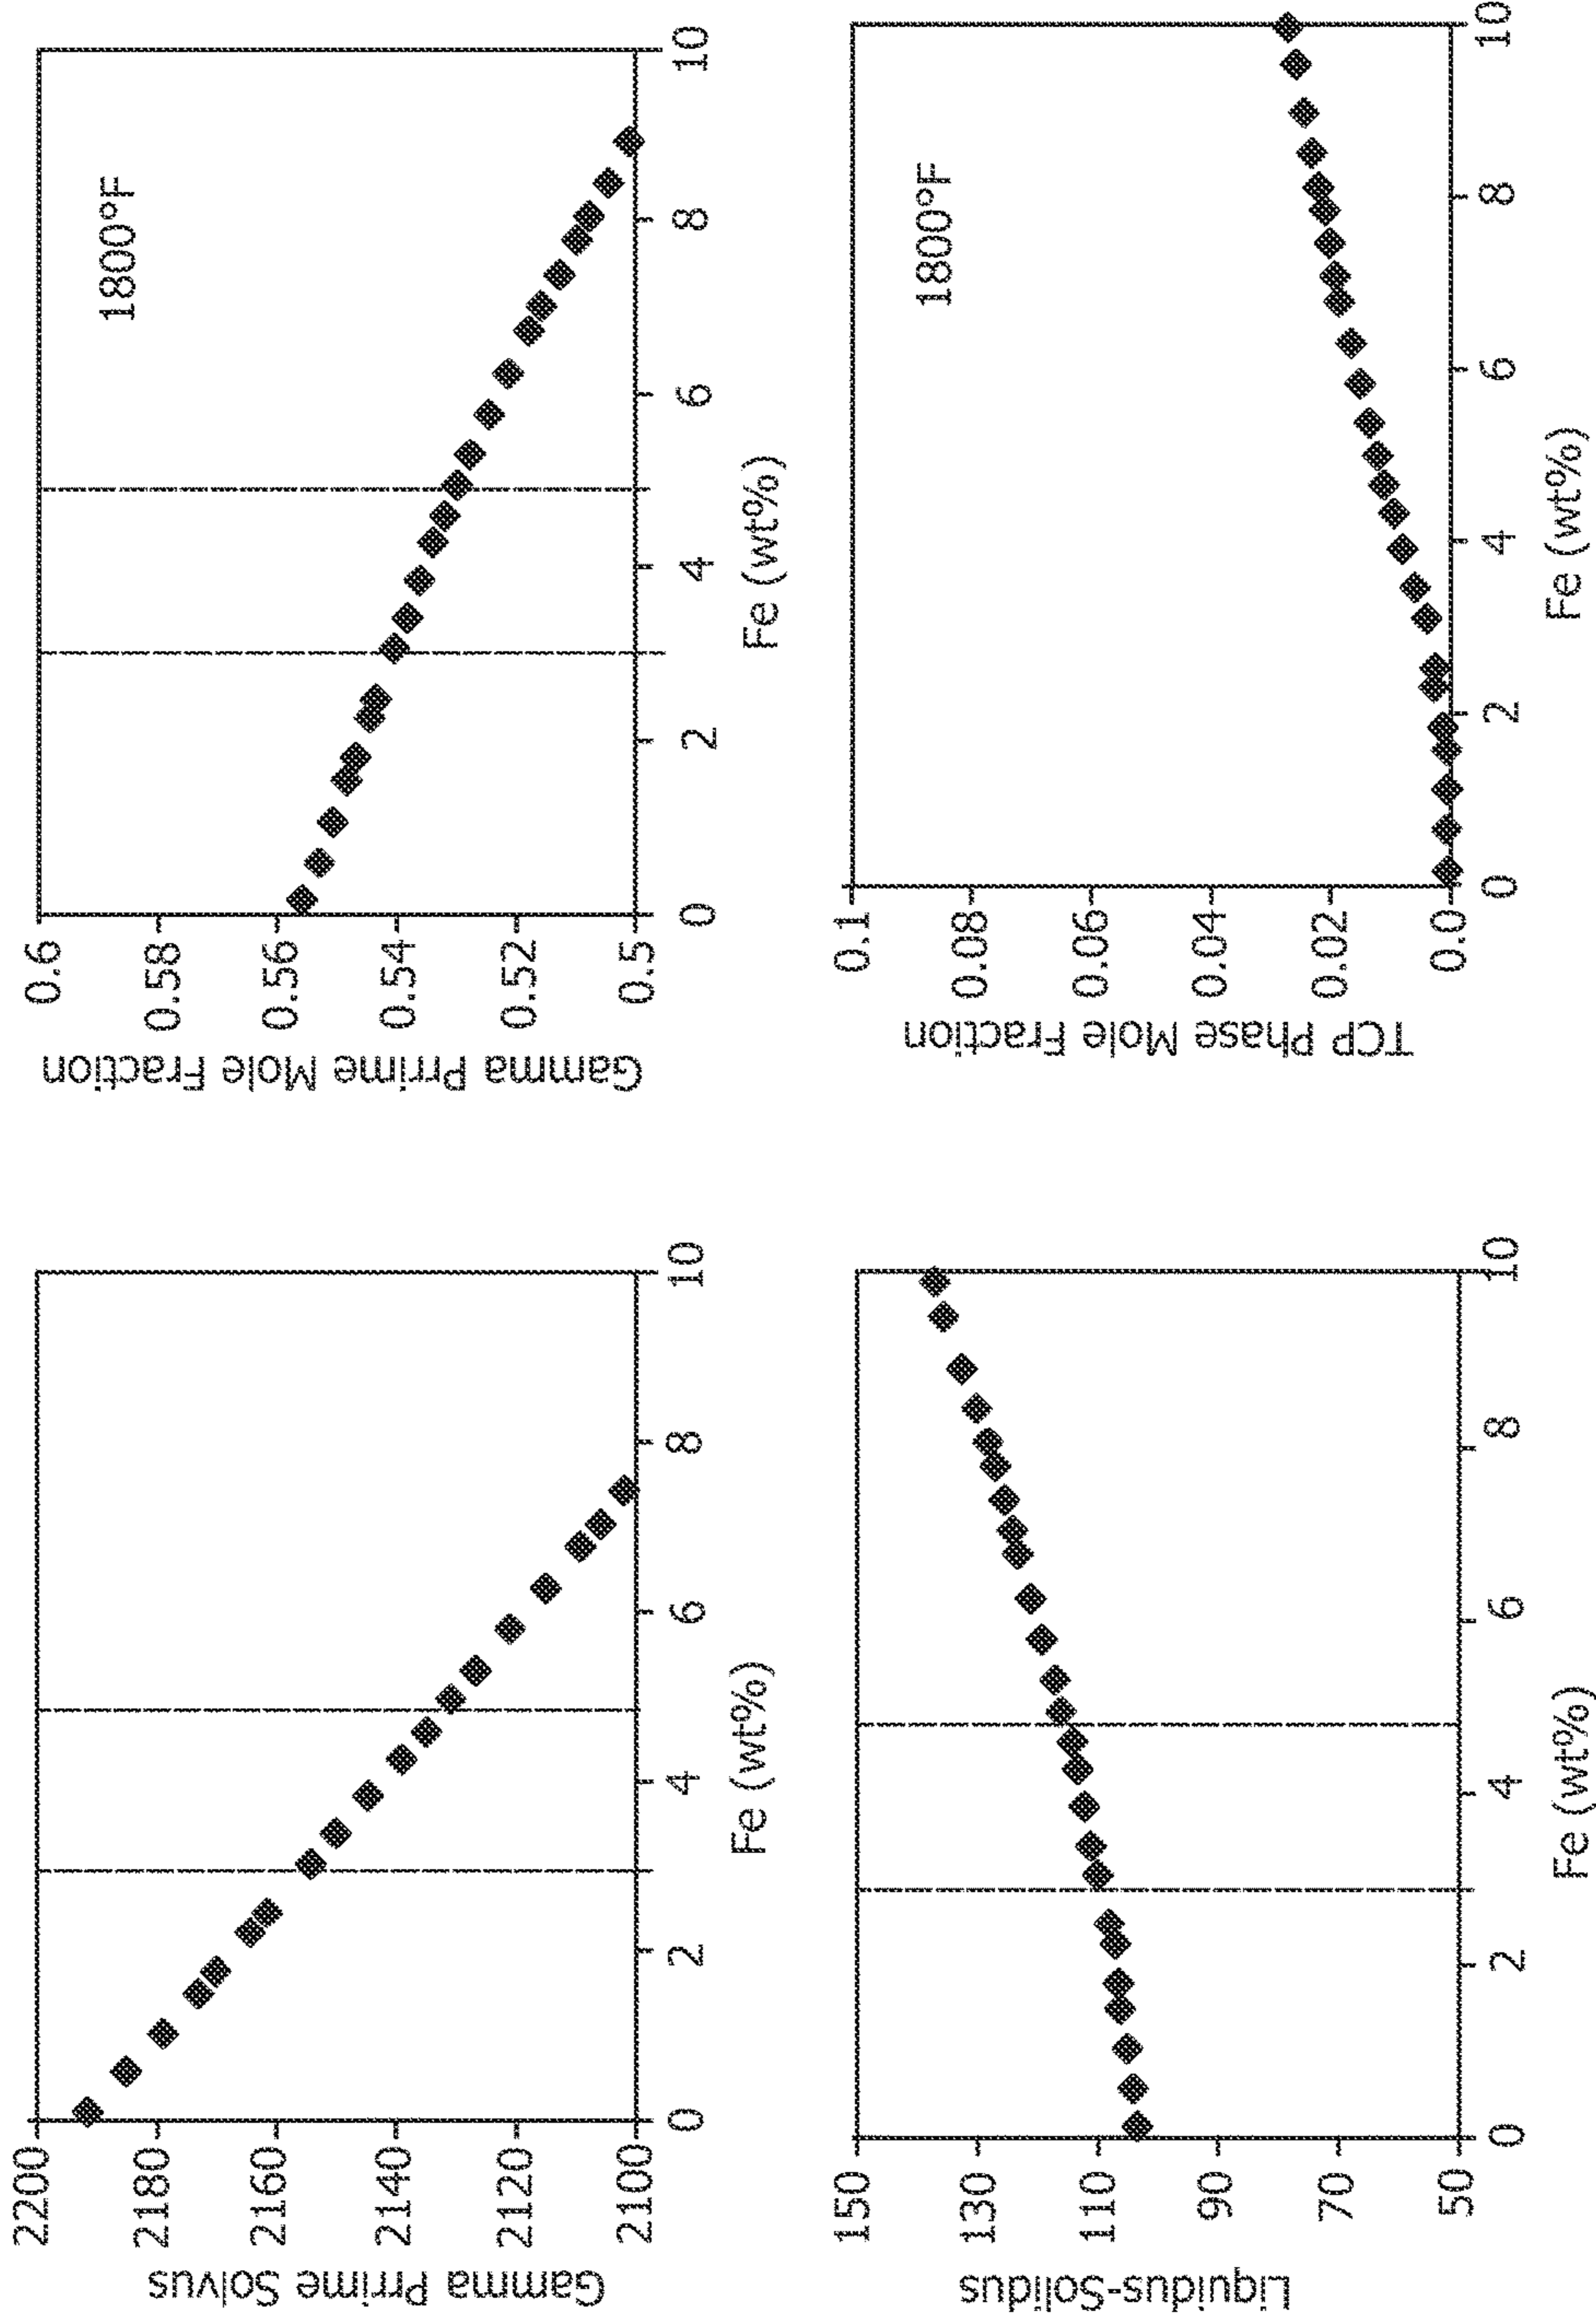 Gamma Prrime Solvus
2200
2180
2160
2140
2120
2100
0 2 4 6 8 10
Fe (wt%)
Gamma Prrime Mole Fraction
0.6
0.58
0.56
0.54
0.52
0.5
1800°F
0 2 4 6 8 10
Fe (wt%)
Liquidus-Solidus
150
130
110
90
70
50
0 2 4 6 8 10
Fe (wt%)
TCP Phase Mole Fraction
0.1
0.08
0.06
0.04
0.02
0.0
1800°F
0 2 4 6 8 10
Fe (wt%)